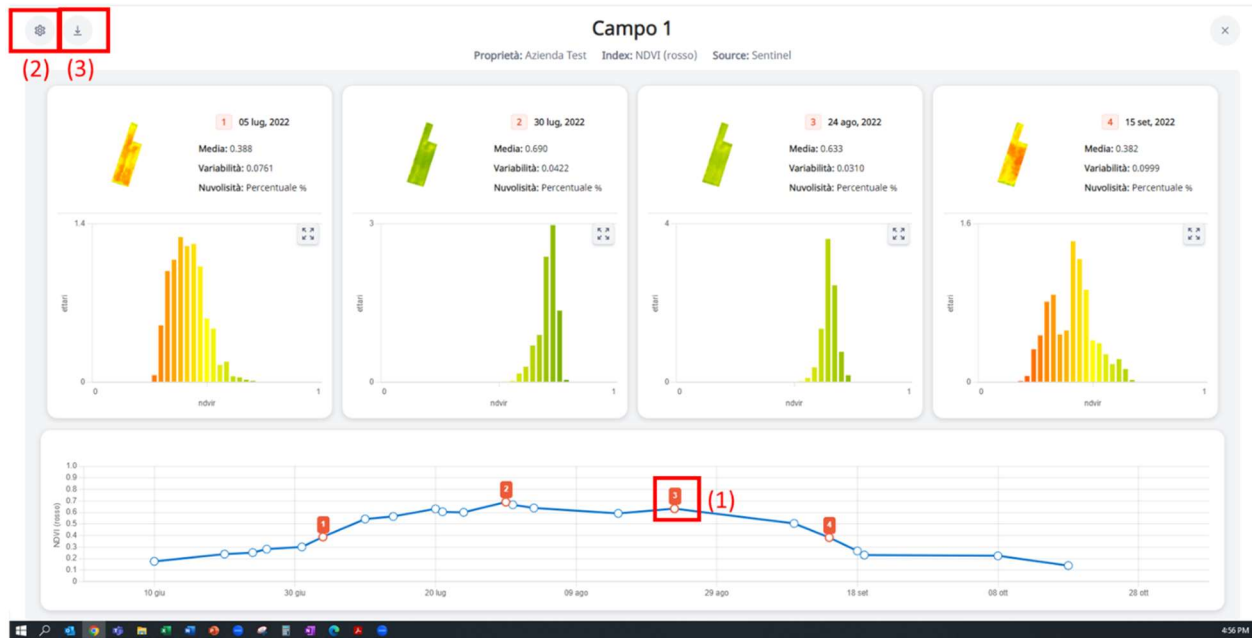 Campo 1
Proprietà: Azienda Test Index: NDVI (rosso) Source: Sentinel
(2) (3)
1 05 lug, 2022
Media: 0.388
Variabilità: 0.0761
Nuvolisità: Percentuale %
1.4
ettari
0
0 1
ndvir
2 30 lug, 2022
Media: 0.690
Variabilità: 0.0422
Nuvolisità: Percentuale %
3
ettari
0
0 1
ndvir
3 24 ago, 2022
Media: 0.633
Variabilità: 0.0310
Nuvolisità: Percentuale %
4
ettari
0
0 1
ndvir
4 15 set, 2022
Media: 0.382
Variabilità: 0.0999
Nuvolisità: Percentuale %
1.6
ettari
0
0 1
ndvir
NDVI (rosso)
1.0
0.9
0.8
0.7
0.6
0.5
0.4
0.3
0.2
0.1
0
1
2
3
(1)
4
10 giu 30 giu 20 lug 09 ago 29 ago 18 set 08 ott 28 ott
4:56 PM